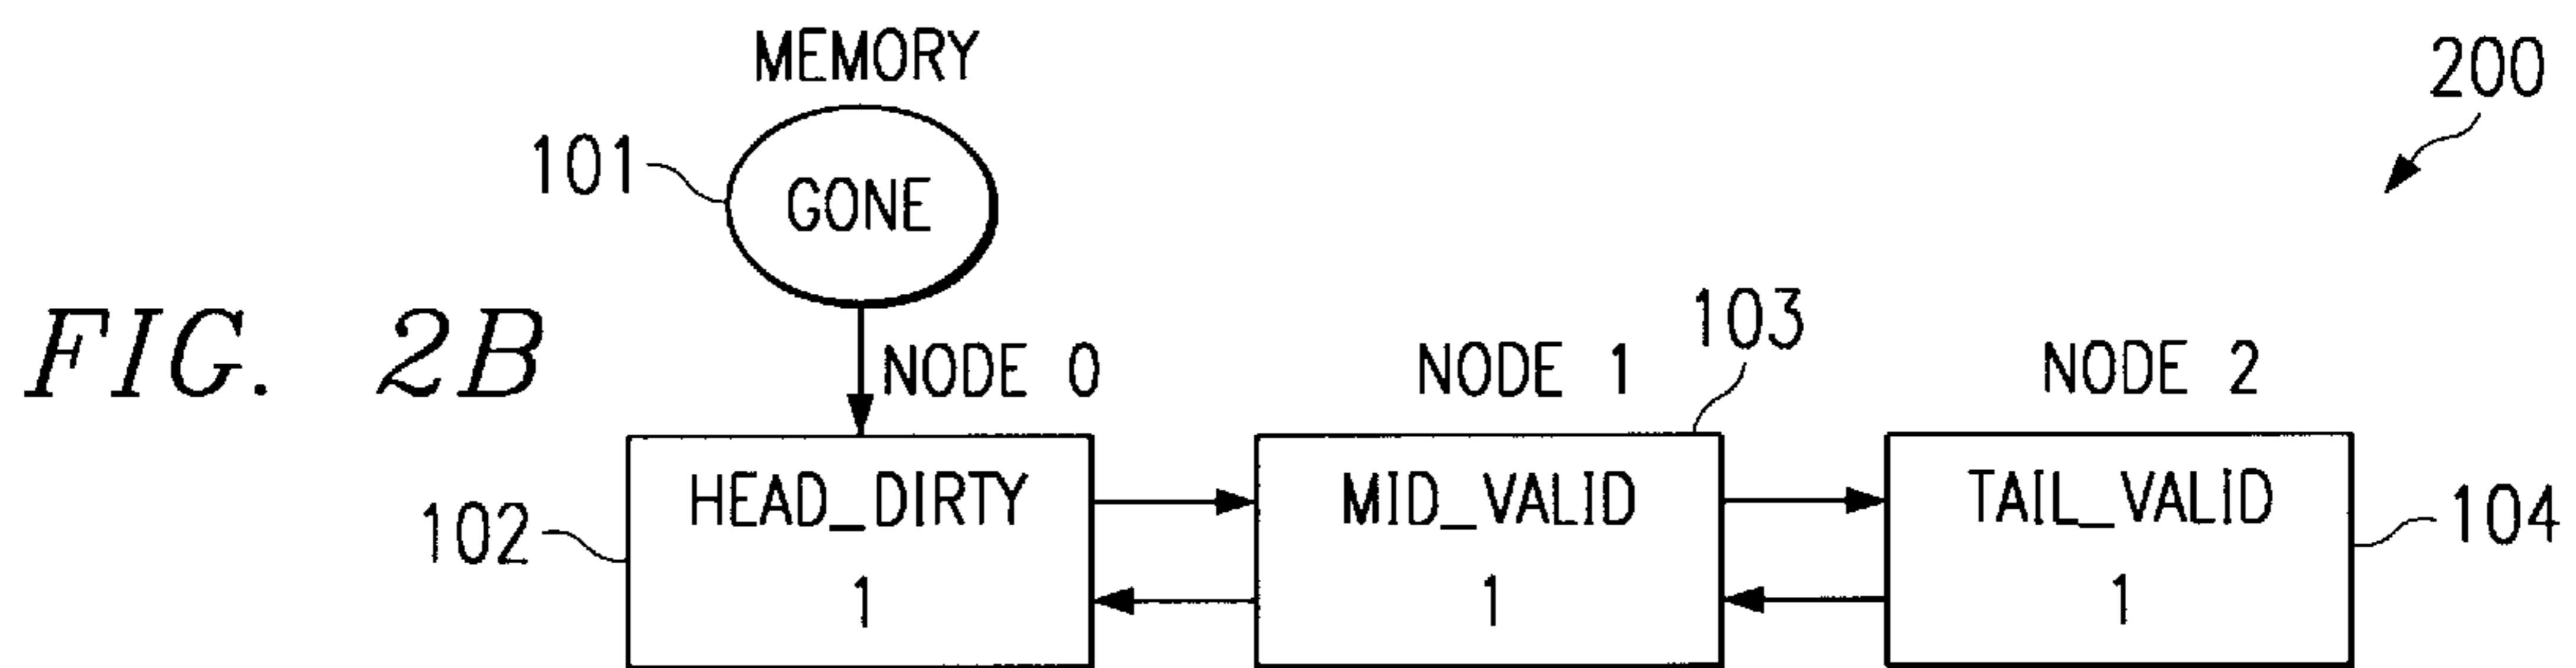 MEMORY
200
101
GONE
FIG. 2B
103
NODE 0
NODE 1
NODE 2
102
HEAD_DIRTY
1
MID_VALID
1
TAIL_VALID
1
104